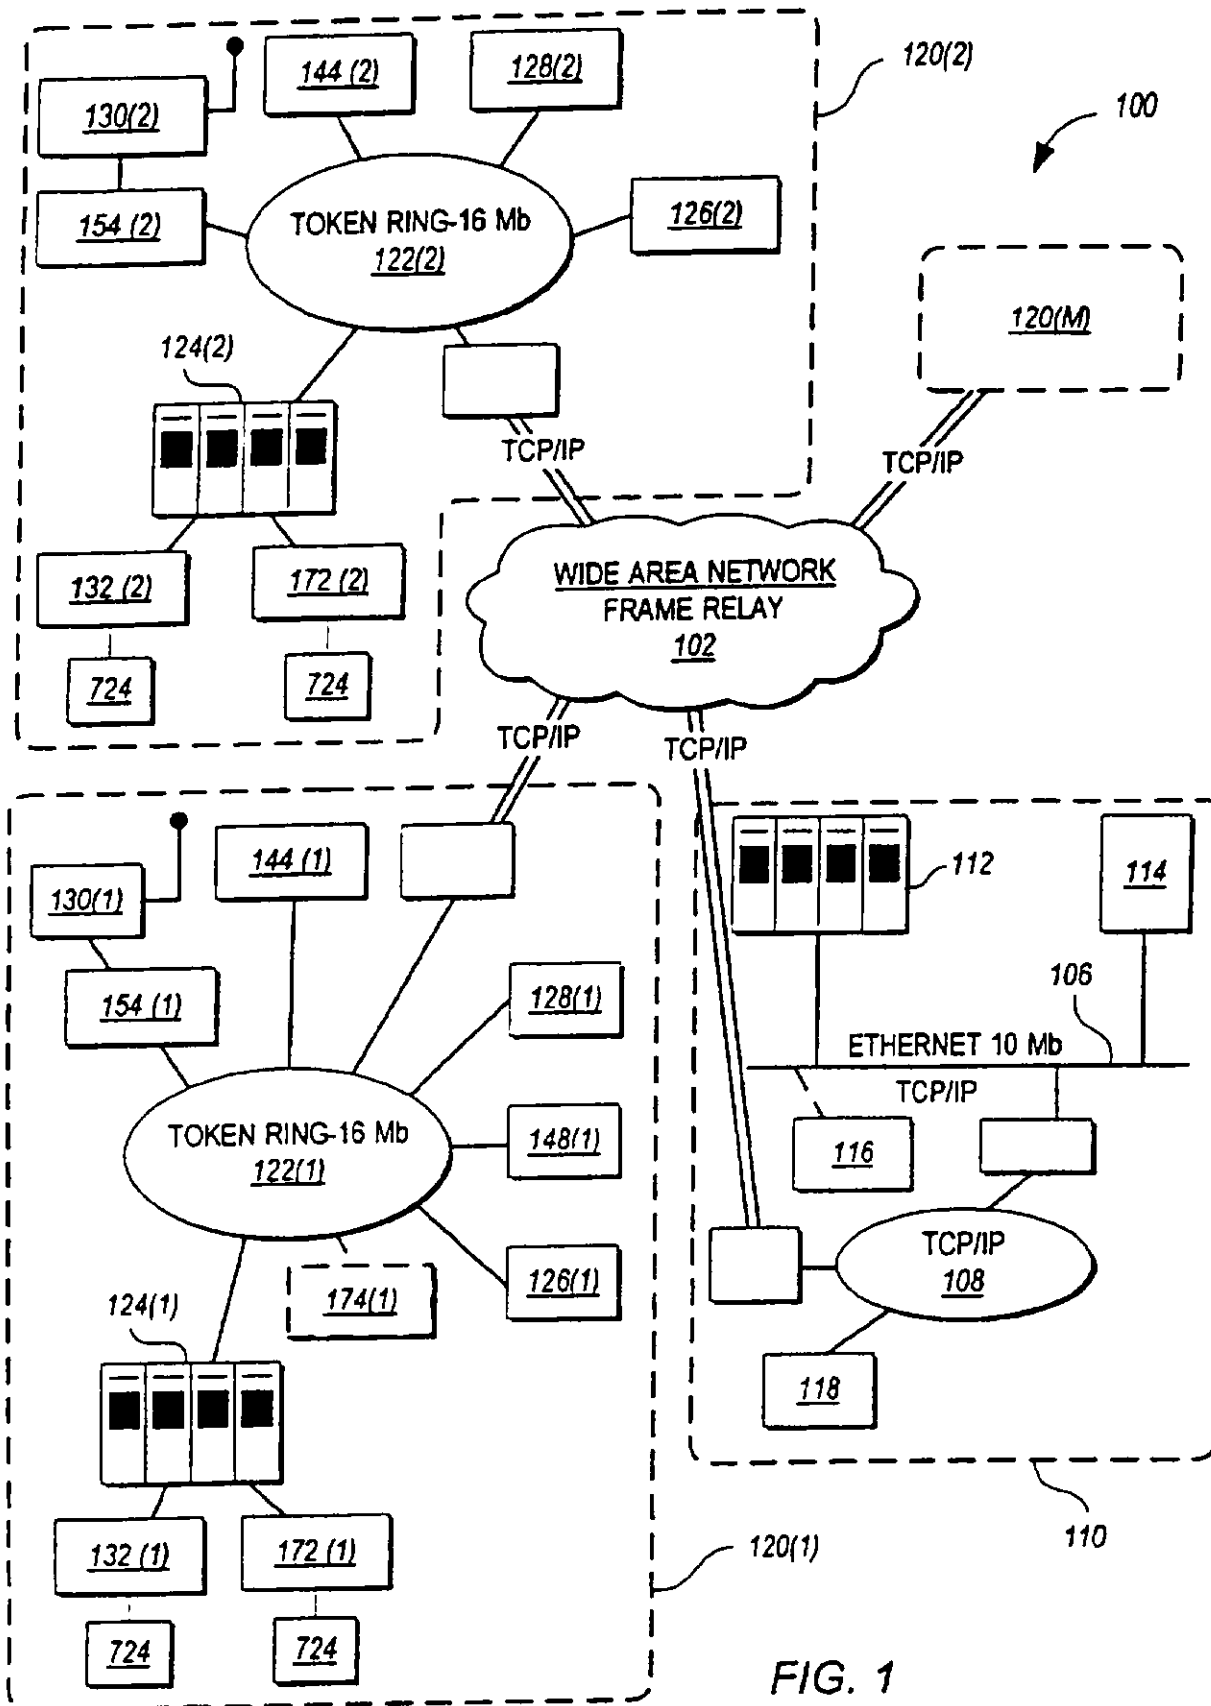 120(2)
100
144 (2)
128(2)
130(2)
154 (2)
TOKEN RING-16 Mb
122(2)
126(2)
120(M)
124(2)
TCP/IP
TCP/IP
132 (2)
172 (2)
724
724
WIDE AREA NETWORK
FRAME RELAY
102
TCP/IP
TCP/IP
130(1)
144 (1)
154 (1)
128(1)
TOKEN RING-16 Mb
122(1)
148(1)
174(1)
126(1)
124(1)
132 (1)
172 (1)
724
724
120(1)
112
114
106
ETHERNET 10 Mb
TCP/IP
116
TCP/IP
108
118
110
FIG. 1